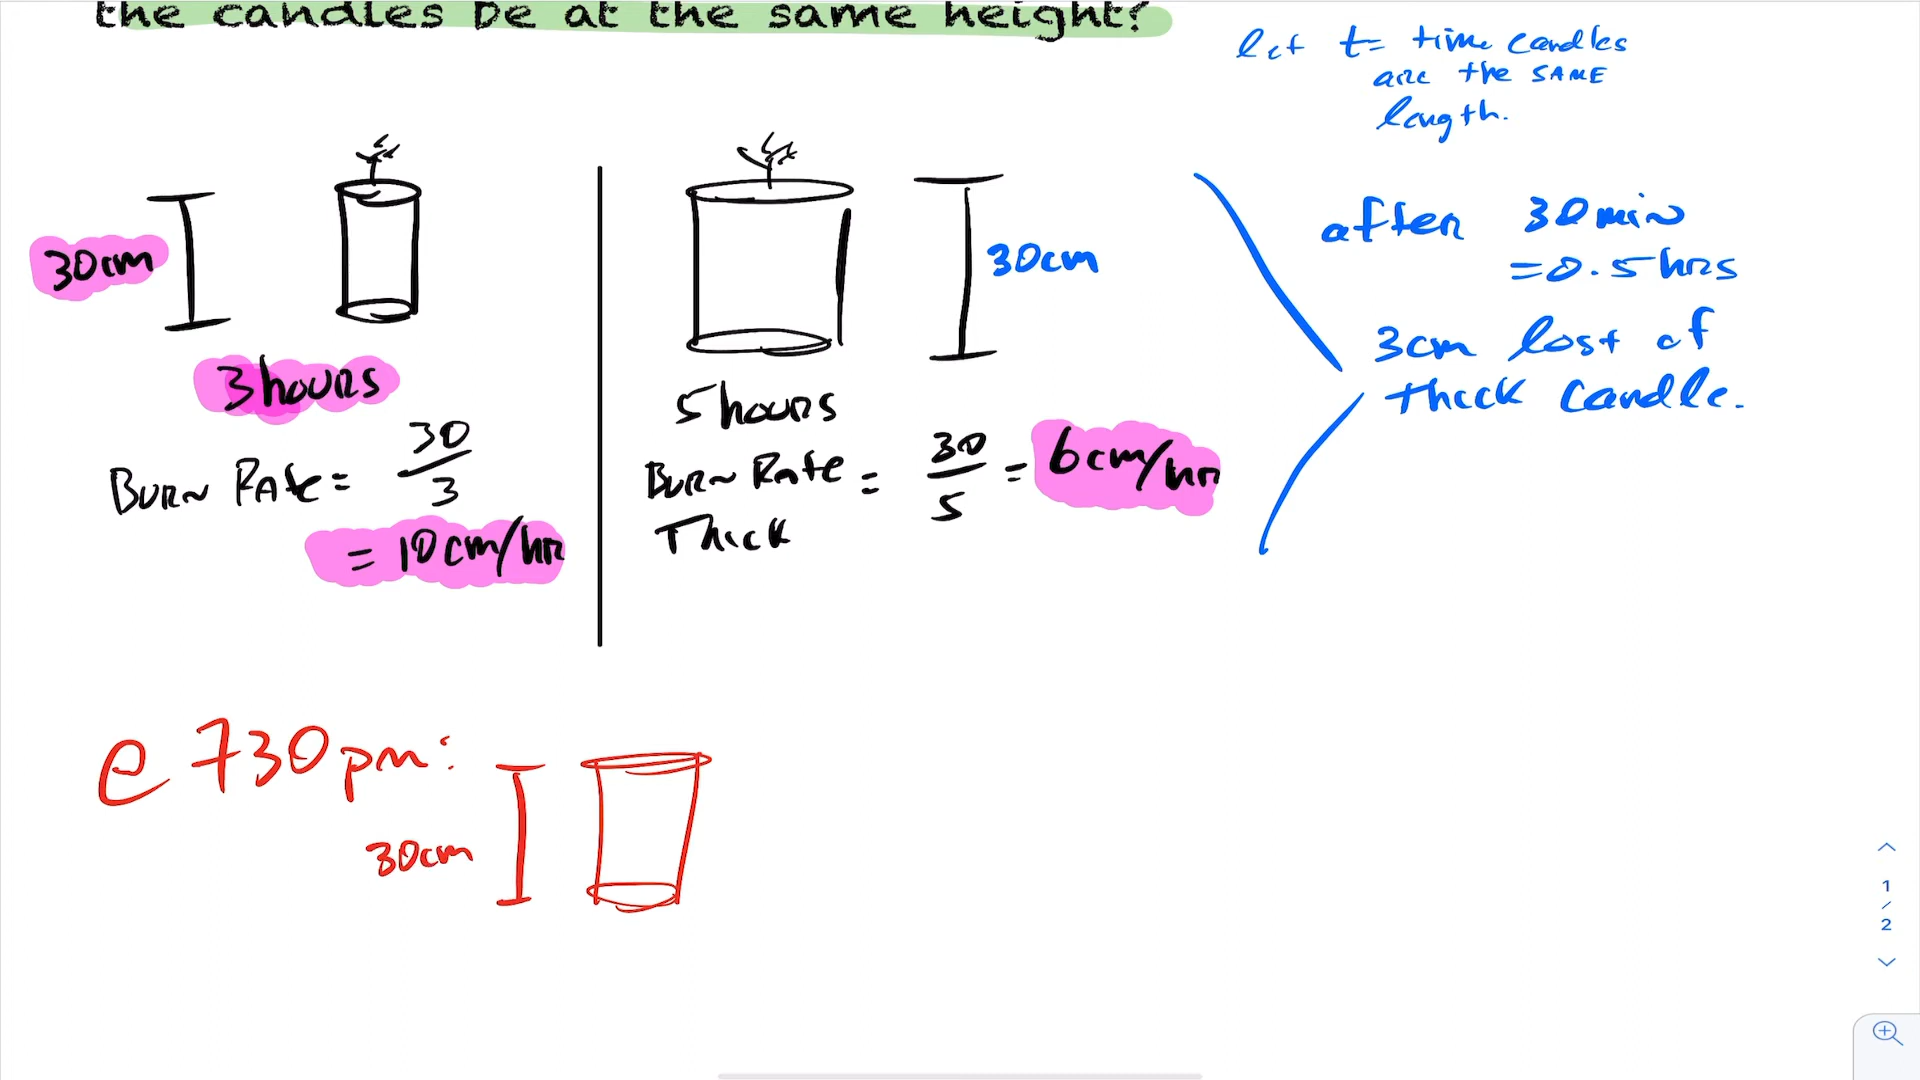 the candles be at the same height?
let t= time candles
are the SAME
length.
30cm
3hours
Burn Rate= 30
3
= 10cm/hr
30cm
5 hours
Burn Rate = 30 = 6cm/hr
5
Thick
after 30min
=0.5hrs
3cm lost of
thick candle.
@ 730pm:
30cm
1
/
2